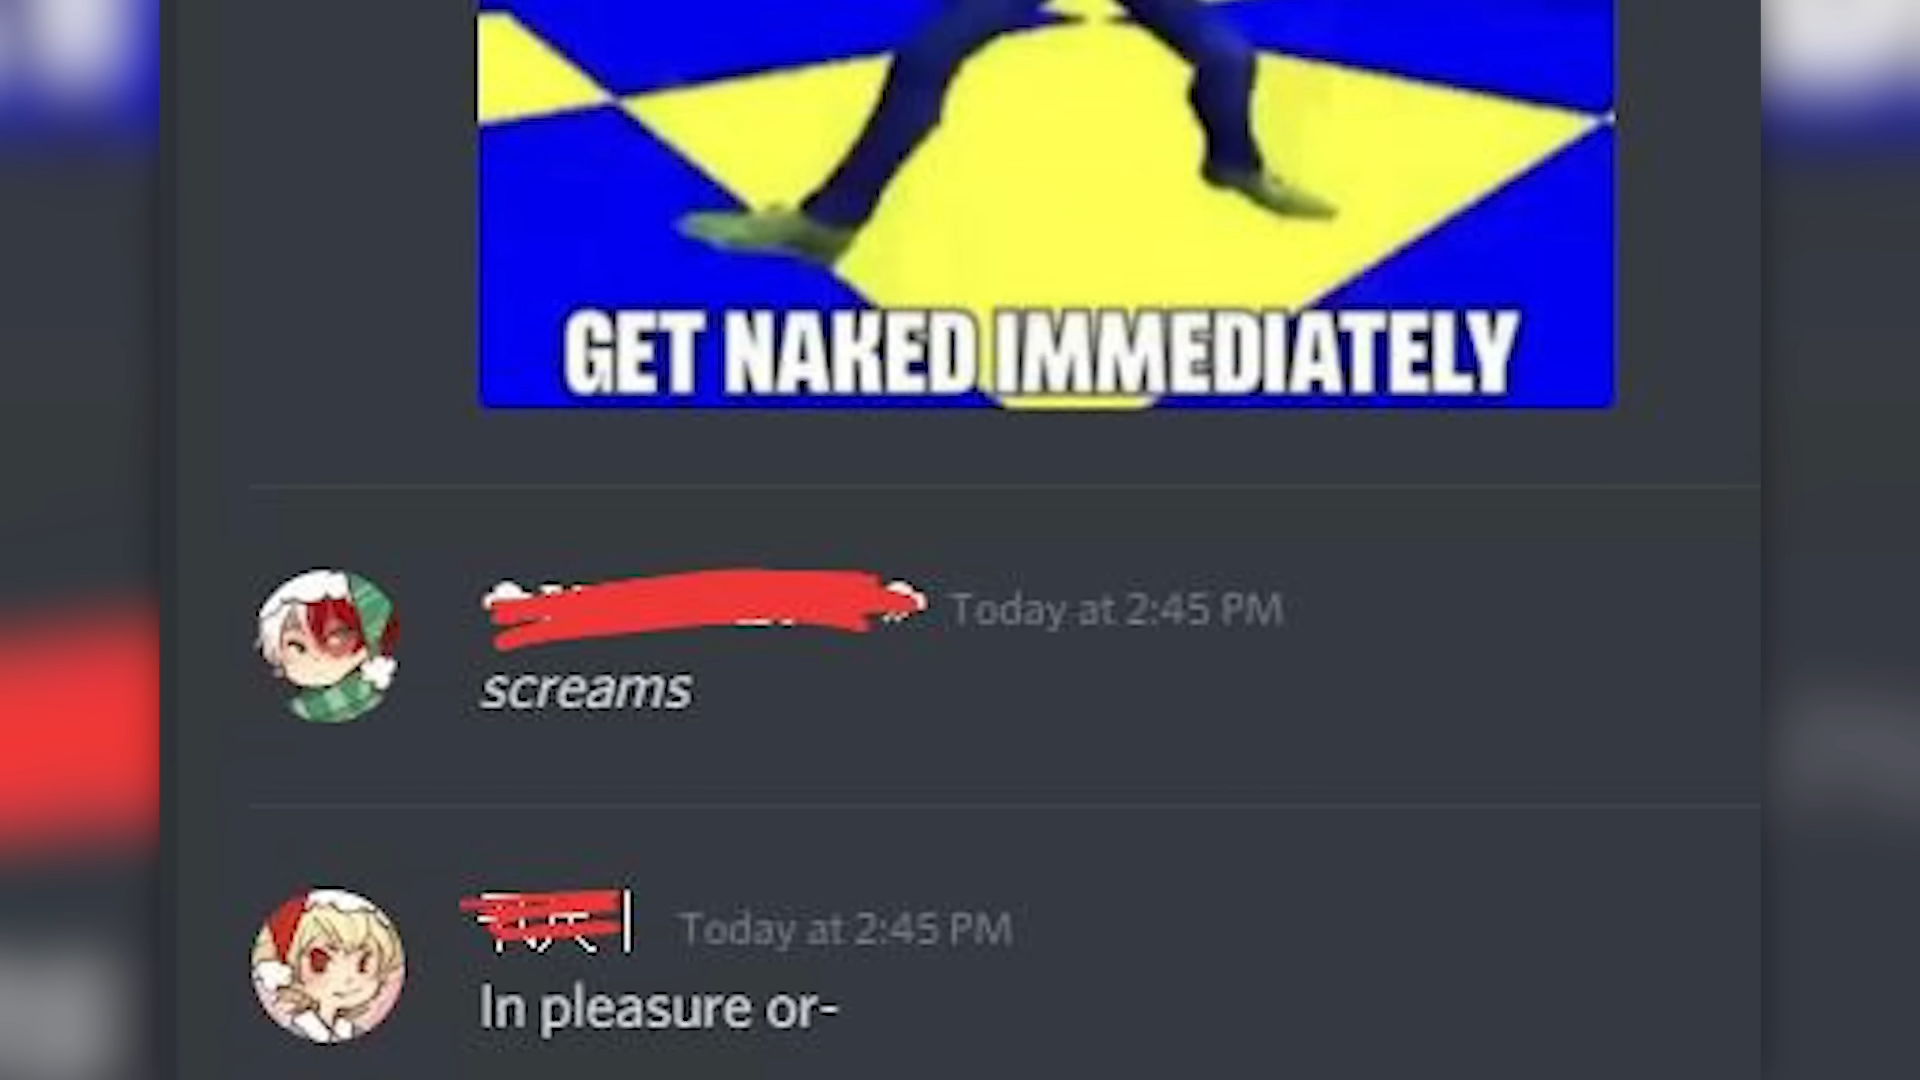 GET NAKED IMMEDIATELY
Today at 2:45 PM
screams
Today at 2:45 PM
In pleasure or-